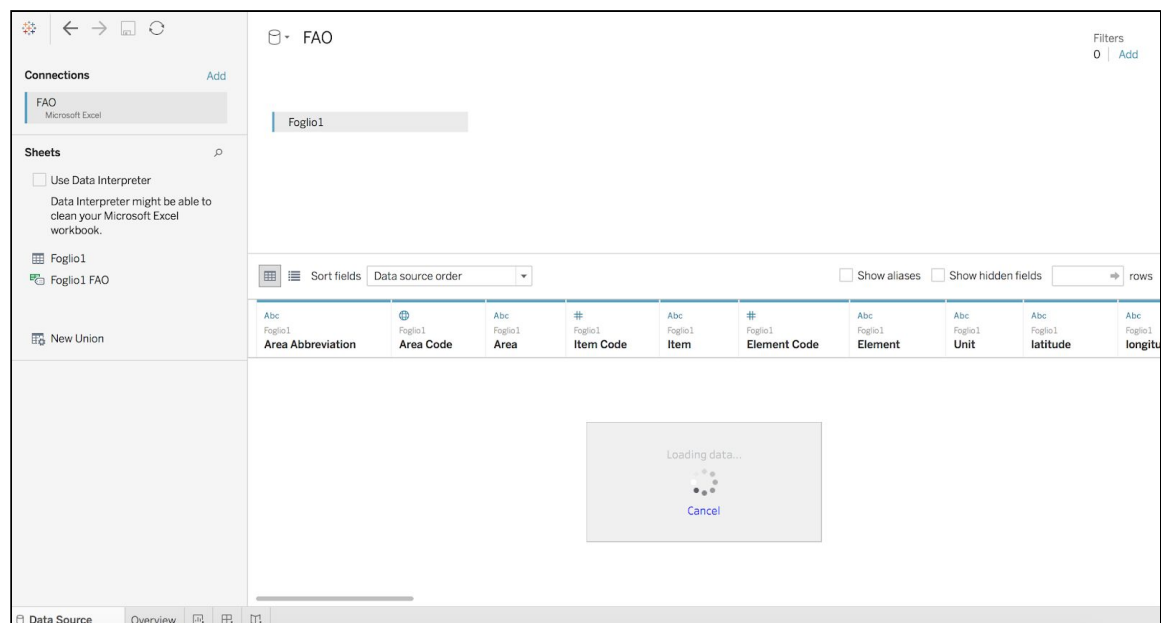 FAO
Filters
0 Add
Connections Add
FAO
Microsoft Excel
Foglio1
Sheets
Use Data Interpreter
Data Interpreter might be able to
clean your Microsoft Excel
workbook.
Foglio1
Foglio1 FAO
New Union
Sort fields Data source order Show aliases Show hidden fields rows
Abc Abc # Abc # Abc Abc Abc Abc
Foglio1 Foglio1 Foglio1 Foglio1 Foglio1 Foglio1 Foglio1 Foglio1 Foglio1 Foglio1
Area Abbreviation Area Code Area Item Code Item Element Code Element Unit latitude longitu
Loading data...
Cancel
Data Source Overview